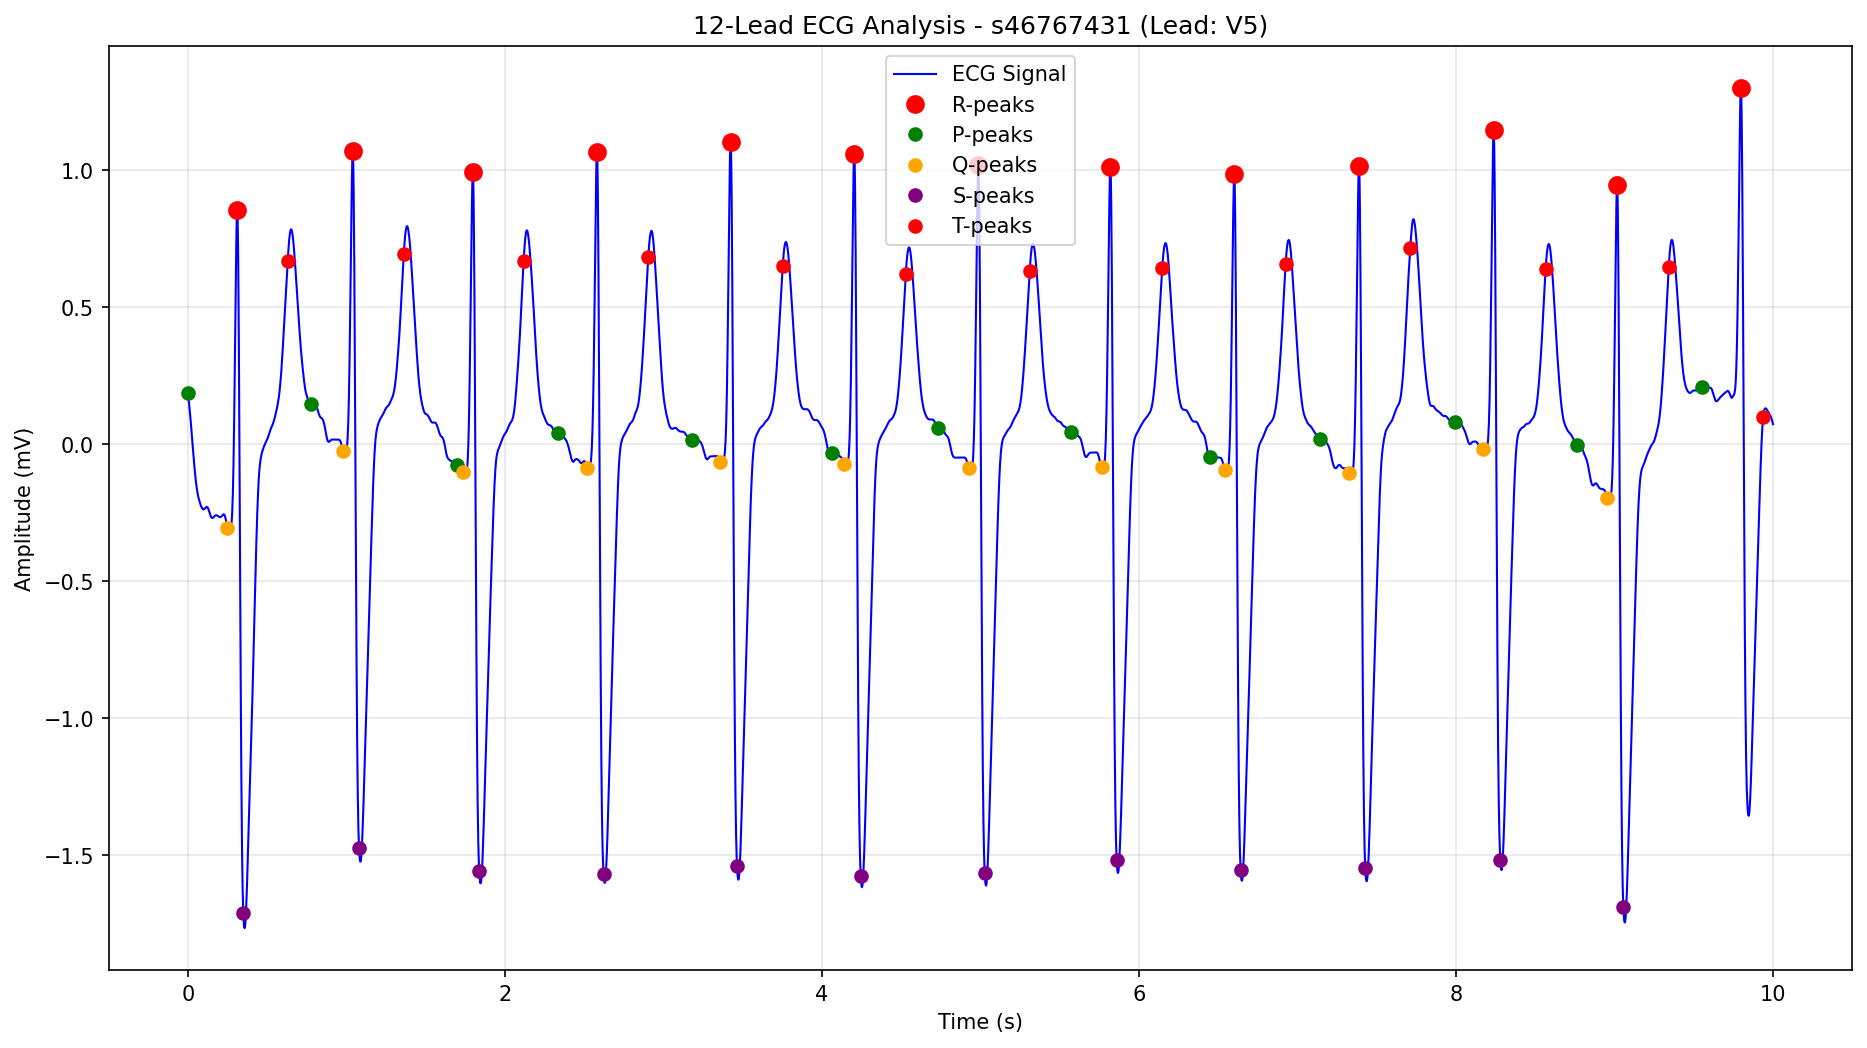 12-Lead ECG Analysis - s46767431 (Lead: V5)
ECG Signal
R-peaks
P-peaks
Q-peaks
S-peaks
T-peaks
1.0
0.5
0.0
−0.5
−1.0
−1.5
Amplitude (mV)
0 2 4 6 8 10
Time (s)